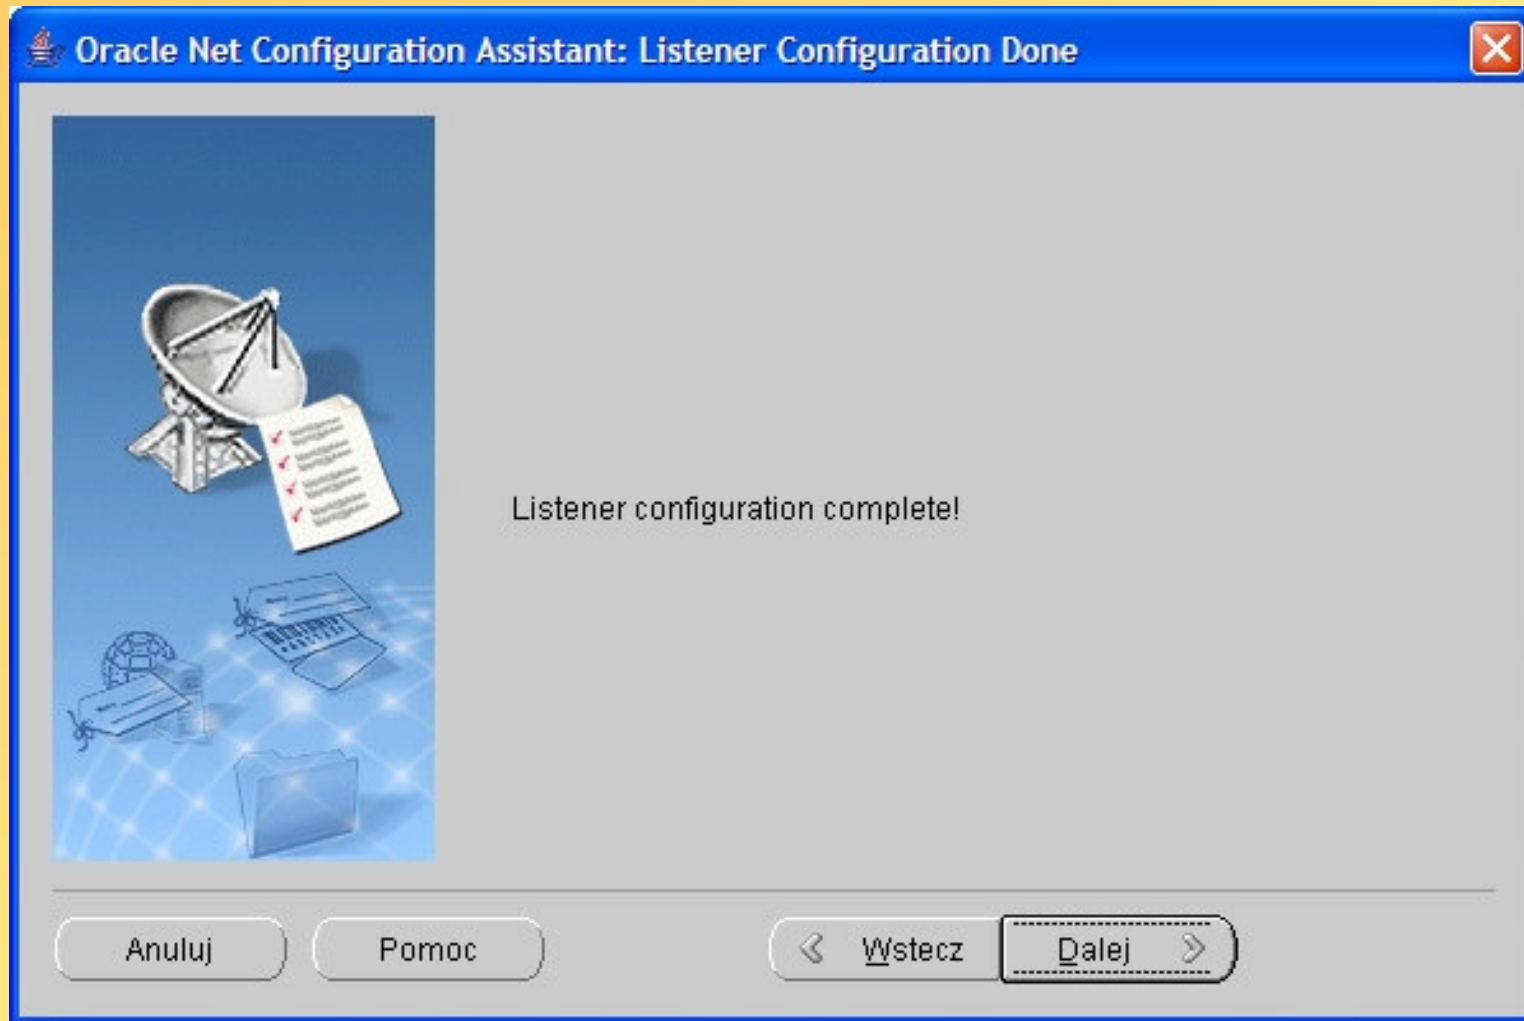 Oracle Net Configuration Assistant: Listener Configuration Done
Listener configuration complete!
Anuluj
Pomoc
Wstecz
Dalej